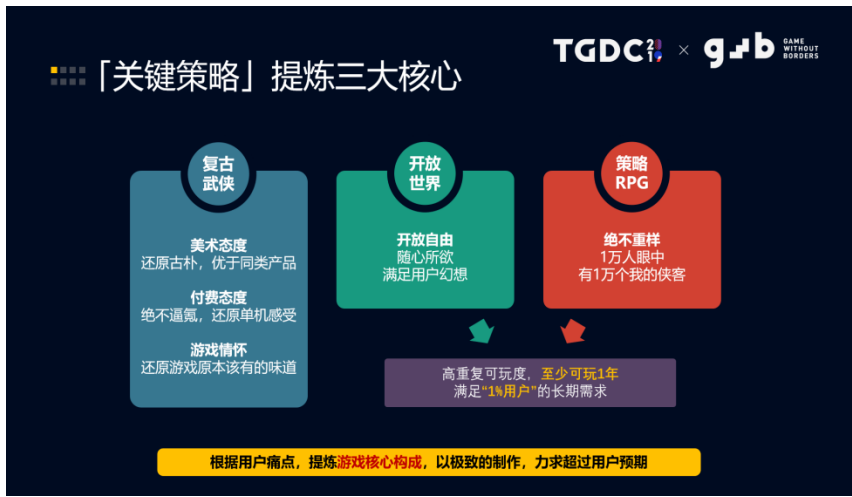 「关键策略」提炼三大核心
TGDC 2019 × gwb GAME
WITHOUT
BORDERS
复古
武侠
美术态度
还原古朴，优于同类产品
付费态度
绝不逼氪，还原单机感受
游戏情怀
还原游戏原本该有的味道
开放
世界
开放自由
随心所欲
满足用户幻想
策略
RPG
绝不重样
1万人眼中
有1万个我的侠客
高重复可玩度，至少可玩1年
满足“1%用户”的长期需求
根据用户痛点，提炼游戏核心构成，以极致的制作，力求超过用户预期